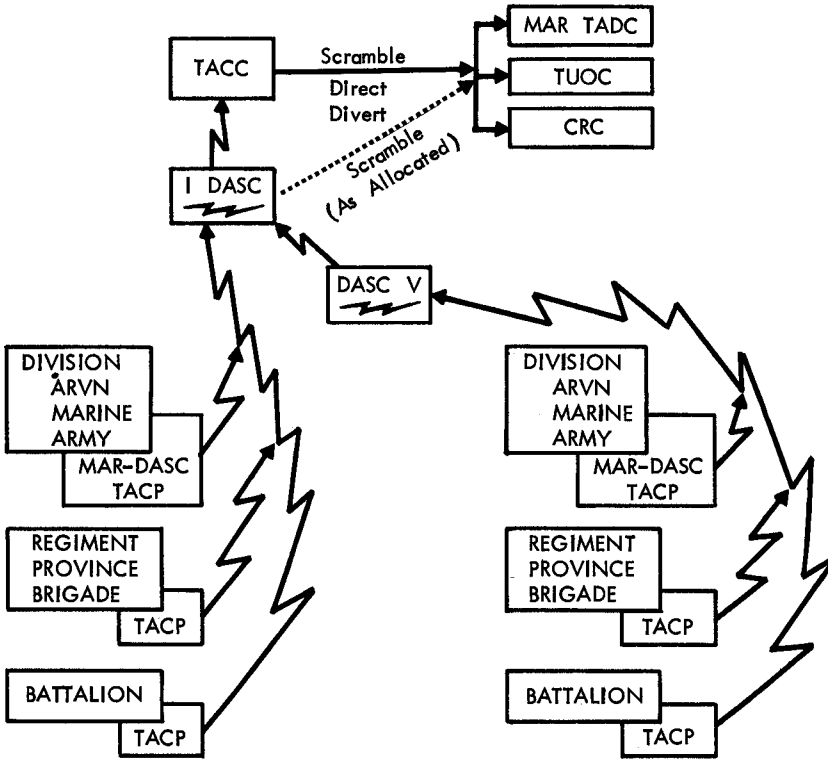 TACC
Scramble
Direct
Divert
MAR TADC
TUOC
CRC
Scramble
(As Allocated)
I DASC
DASC V
DIVISION
ARVN
MARINE
ARMY
MAR-DASC
TACP
REGIMENT
PROVINCE
BRIGADE
TACP
BATTALION
TACP
DIVISION
ARVN
MARINE
ARMY
MAR-DASC
TACP
REGIMENT
PROVINCE
BRIGADE
TACP
BATTALION
TACP